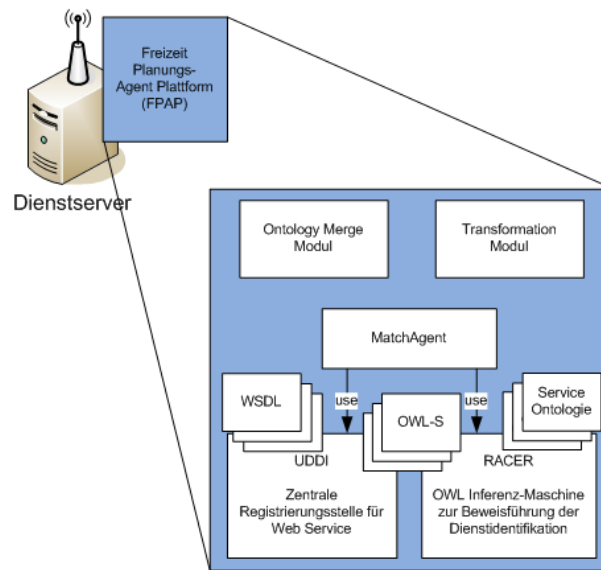 Freizeit
Planungs-
Agent Plattform
(FPAP)
Dienstserver
Ontology Merge
Modul
Transformation
Modul
MatchAgent
use
use
WSDL
OWL-S
Service
Ontologie
UDDI
Zentrale
Registrierungsstelle für
Web Service
RACER
OWL Inferenz-Maschine
zur Beweisführung der
Dienstidentifikation